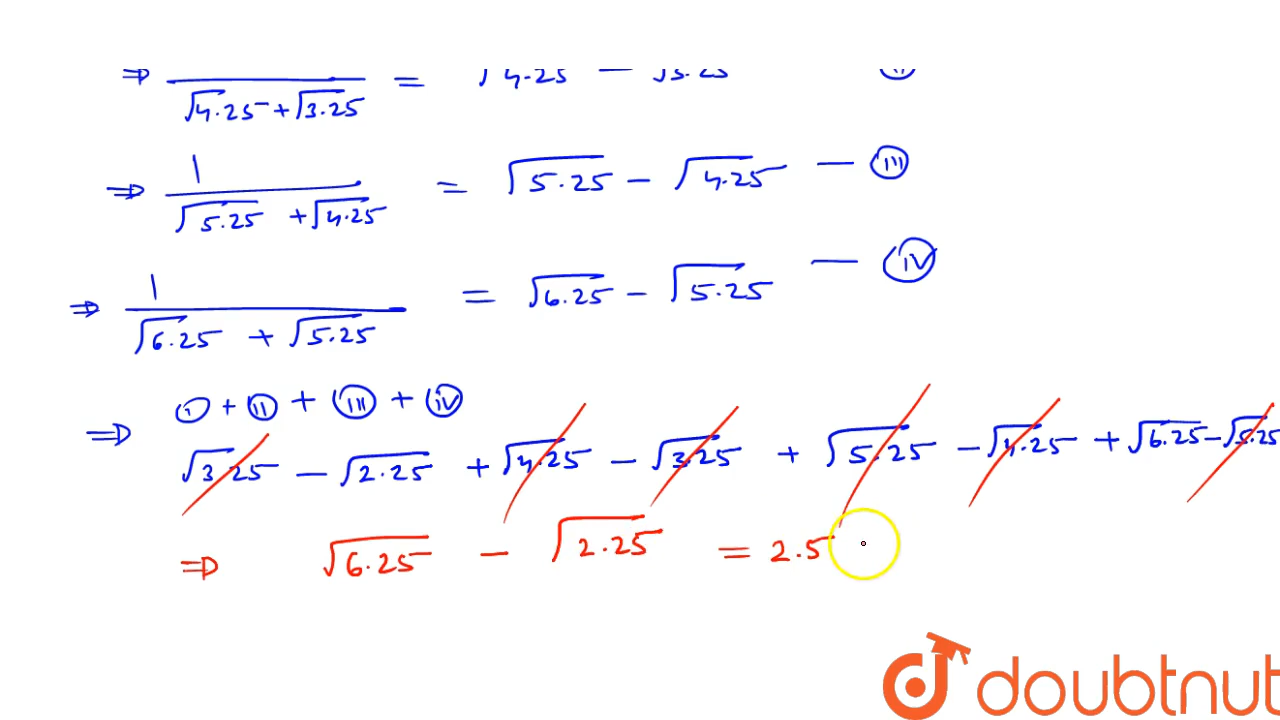 ⇒ ―――― = √4.25 − √3.25
√4.25 + √3.25
⇒ 1/(√5.25 + √4.25) = √5.25 − √4.25 — (III)
⇒ 1/(√6.25 + √5.25) = √6.25 − √5.25 — (IV)
(I) + (II) + (III) + (IV)
⇒ √3.25 − √2.25 + √4.25 − √3.25 + √5.25 − √4.25 + √6.25 − √5.25
⇒ √6.25 − √2.25 = 2.5
doubtnut